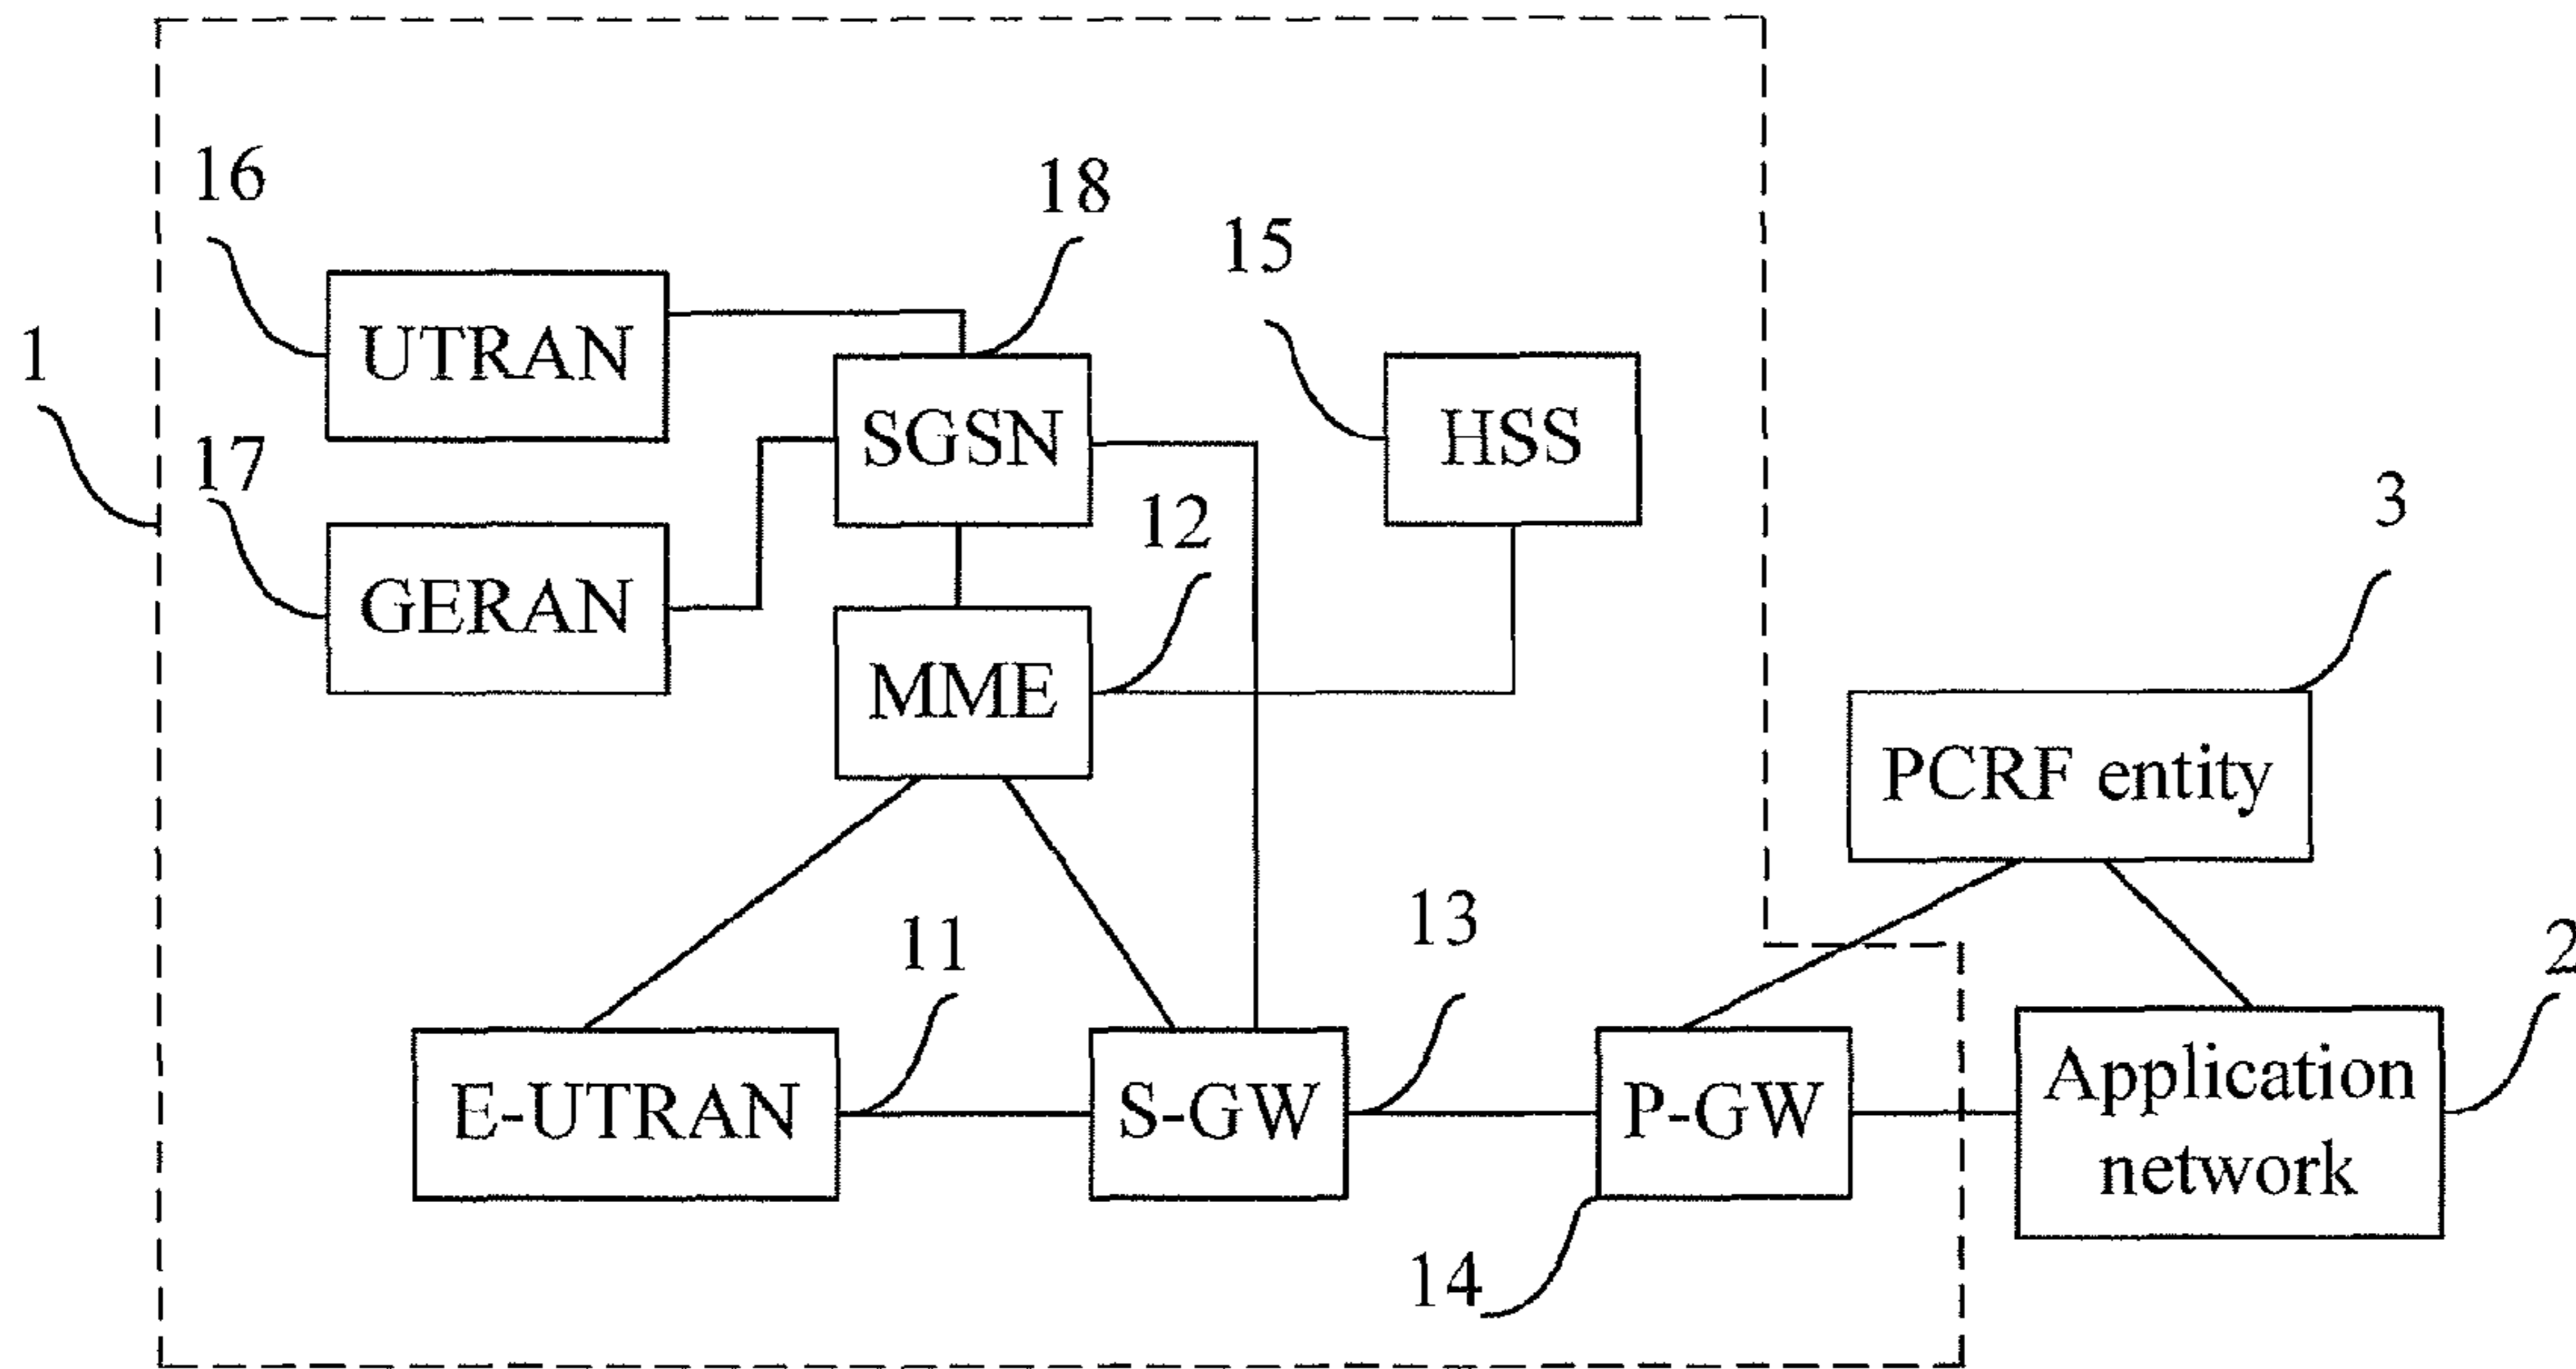 16
18
15
1
UTRAN
17
SGSN
HSS
12
3
GERAN
MME
PCRF entity
11
13
2
E-UTRAN
S-GW
P-GW
Application
network
14